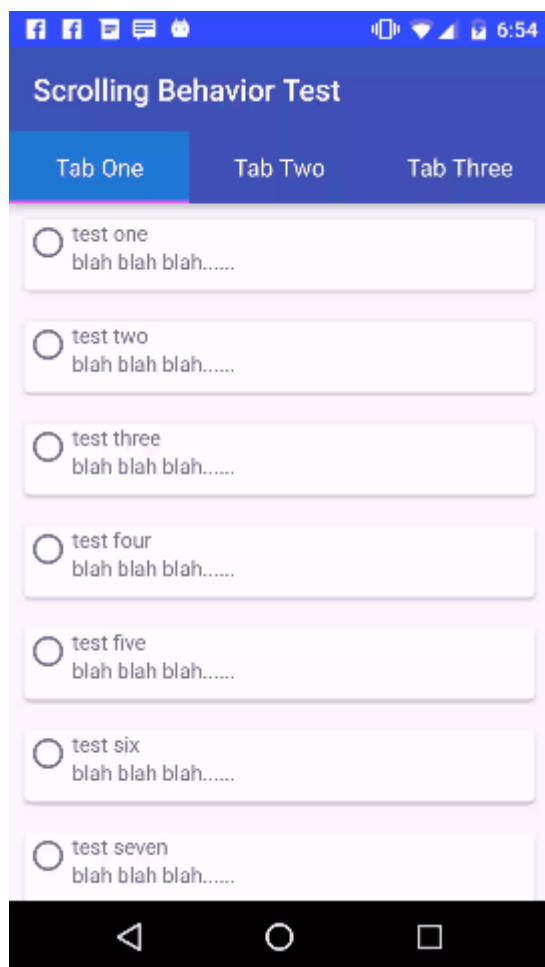 6:54
Scrolling Behavior Test
Tab One Tab Two Tab Three
test one
blah blah blah......
test two
blah blah blah......
test three
blah blah blah......
test four
blah blah blah......
test five
blah blah blah......
test six
blah blah blah......
test seven
blah blah blah......